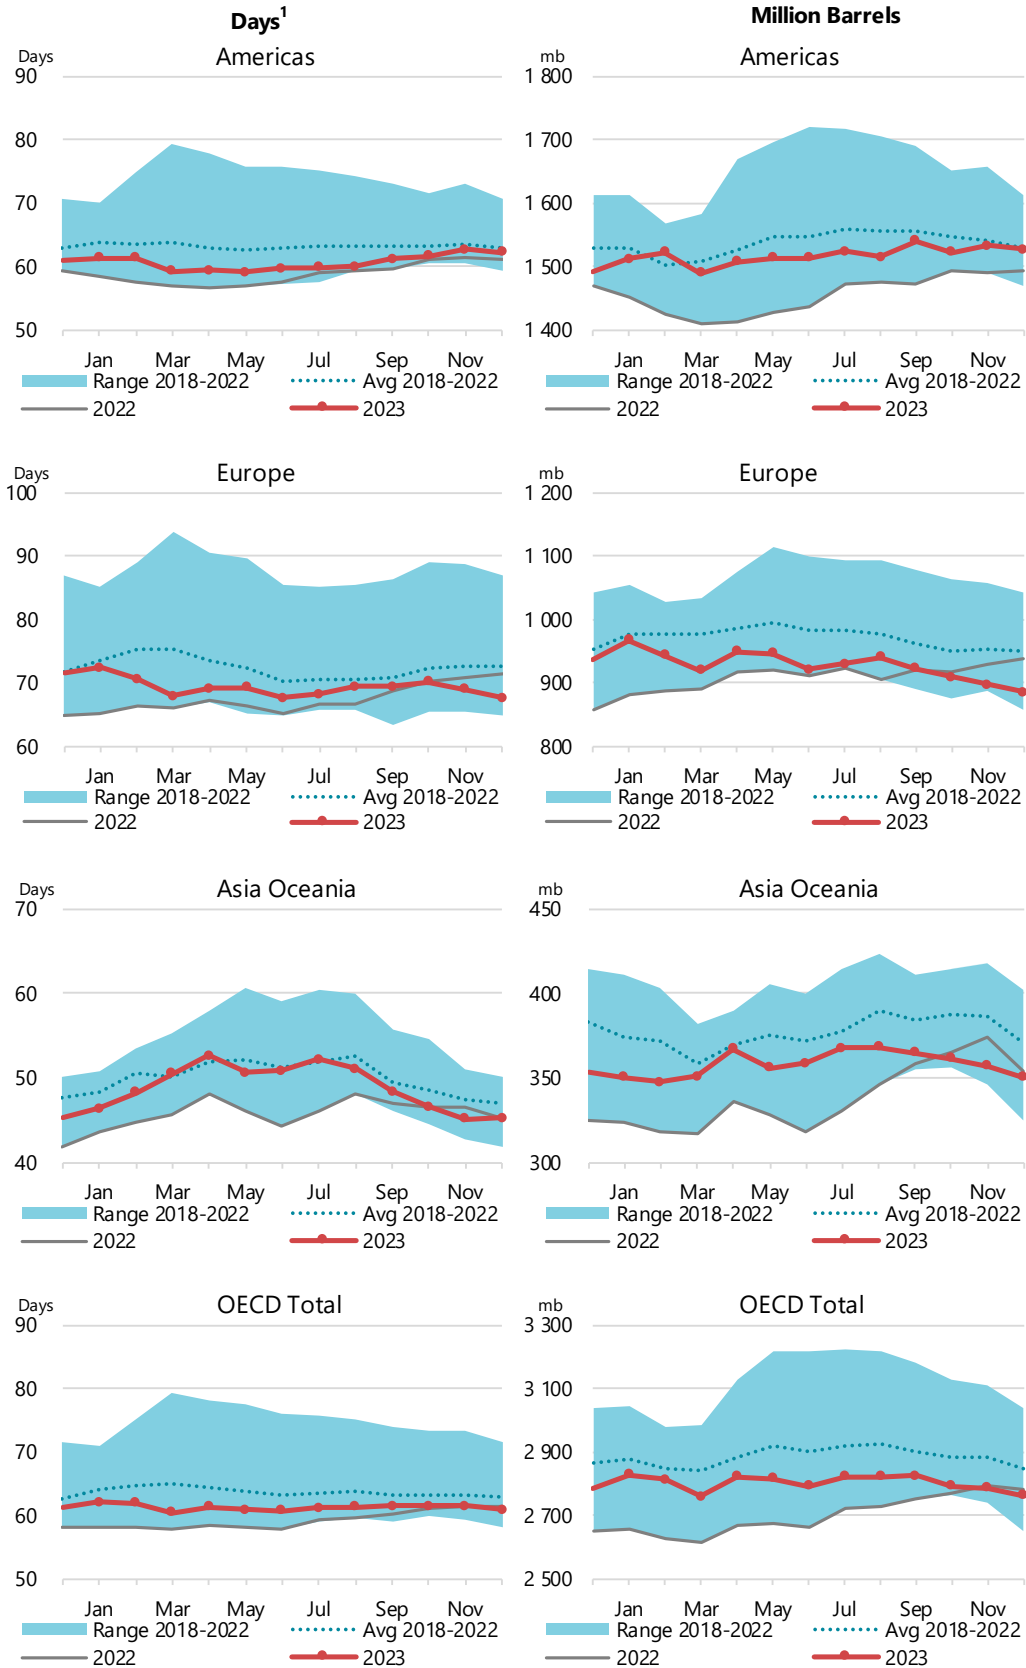 Days¹ Million Barrels
Days Americas mb Americas
90 1 800
80 1 700
70 1 600
60 1 500
50 1 400
Jan Mar May Jul Sep Nov Jan Mar May Jul Sep Nov
Range 2018-2022 Avg 2018-2022 Range 2018-2022 Avg 2018-2022
2022 2023 2022 2023
Days Europe mb Europe
100 1 200
90 1 100
80 1 000
70 900
60 800
Jan Mar May Jul Sep Nov Jan Mar May Jul Sep Nov
Range 2018-2022 Avg 2018-2022 Range 2018-2022 Avg 2018-2022
2022 2023 2022 2023
Days Asia Oceania mb Asia Oceania
70 450
60 400
50 350
40 300
Jan Mar May Jul Sep Nov Jan Mar May Jul Sep Nov
Range 2018-2022 Avg 2018-2022 Range 2018-2022 Avg 2018-2022
2022 2023 2022 2023
Days OECD Total mb OECD Total
90 3 300
80 3 100
70 2 900
60 2 700
50 2 500
Jan Mar May Jul Sep Nov Jan Mar May Jul Sep Nov
Range 2018-2022 Avg 2018-2022 Range 2018-2022 Avg 2018-2022
2022 2023 2022 2023